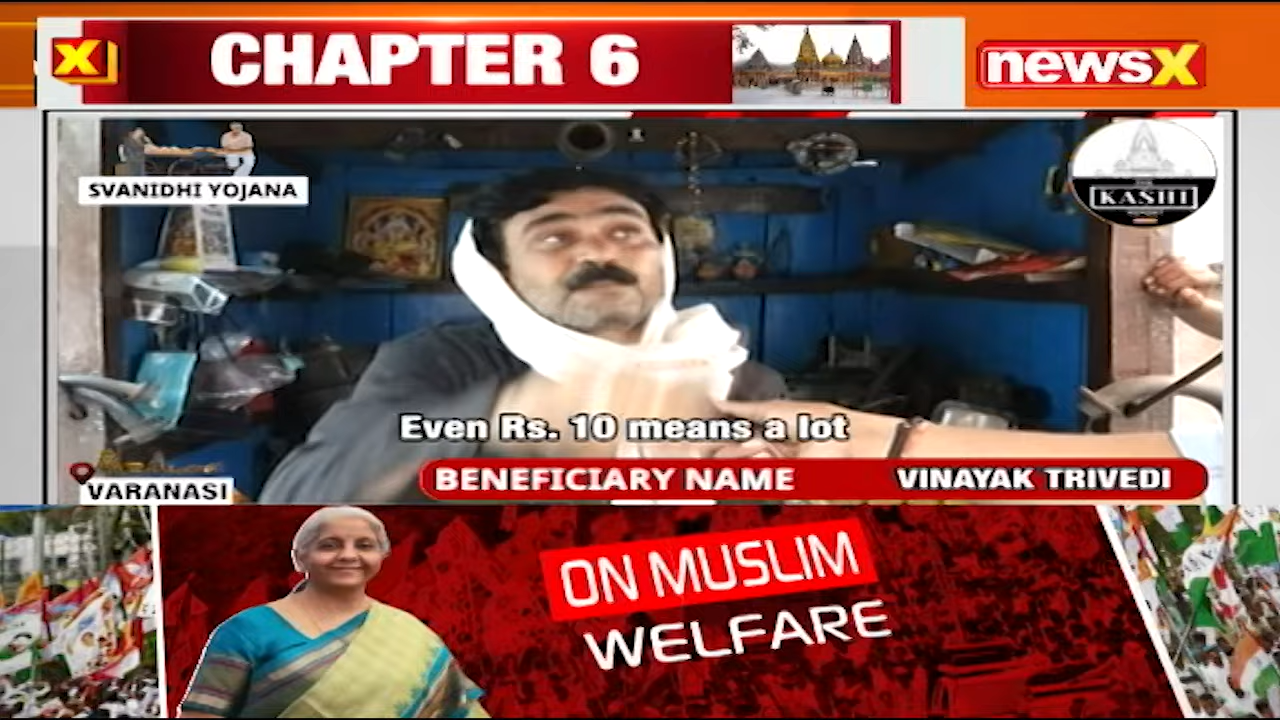 X
CHAPTER 6
newsX
SVANIDHI YOJANA
KASHI
Even Rs. 10 means a lot
BENEFICIARY NAME VINAYAK TRIVEDI
VARANASI
ON MUSLIM
WELFARE